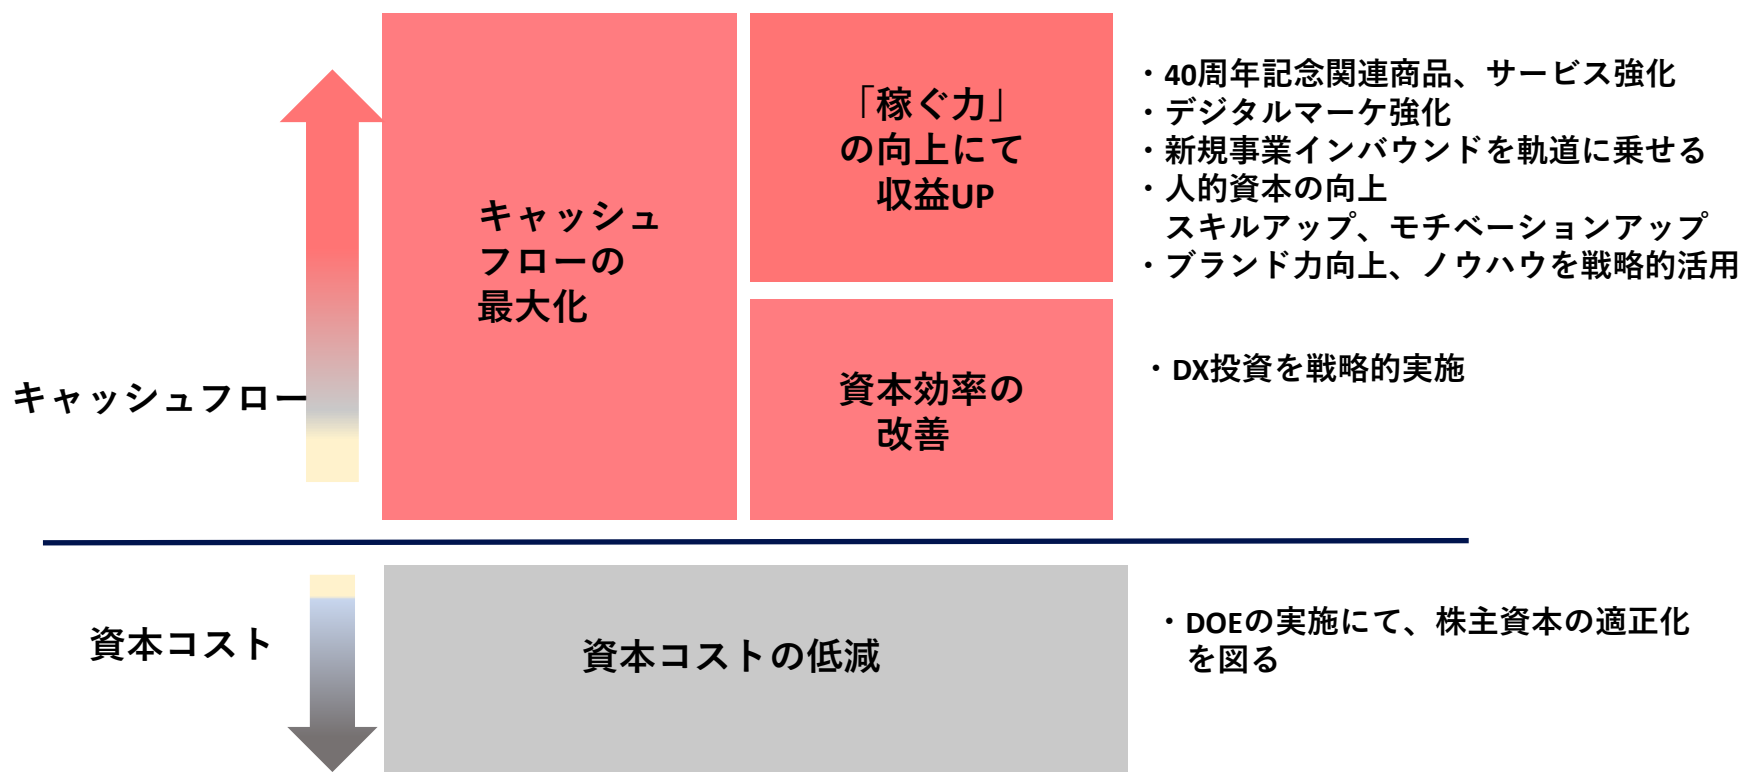 キャッシュフロー
キャッシュ
フローの
最大化
「稼ぐ力」
の向上にて
収益UP
・40周年記念関連商品、サービス強化
・デジタルマーケ強化
・新規事業インバウンドを軌道に乗せる
・人的資本の向上
スキルアップ、モチベーションアップ
・ブランド力向上、ノウハウを戦略的活用
資本効率の
改善
・DX投資を戦略的実施
資本コスト
資本コストの低減
・DOEの実施にて、株主資本の適正化
を図る